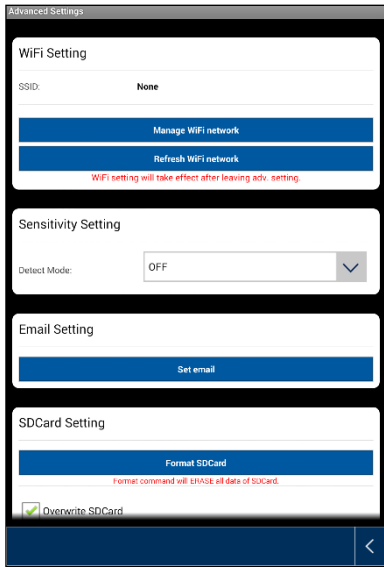 Advanced Settings
WiFi Setting
SSID: None
Manage WiFi network
Refresh WiFi network
WiFi setting will take effect after leaving adv. setting.
Sensitivity Setting
Detect Mode: OFF
Email Setting
Set email
SDCard Setting
Format SDCard
Format command will ERASE all data of SDCard.
Overwrite SDCard